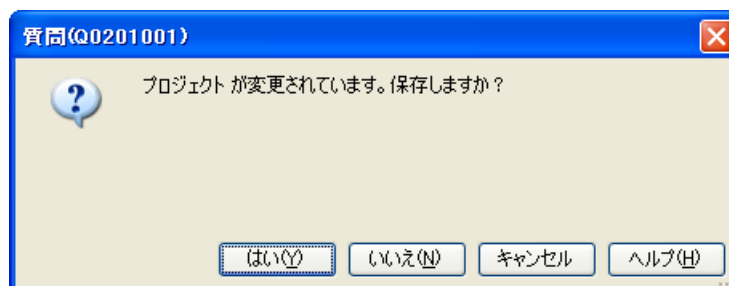 質問(Q0201001)
プロジェクト が変更されています。保存しますか？
はい(Y)
いいえ(N)
キャンセル
ヘルプ(H)